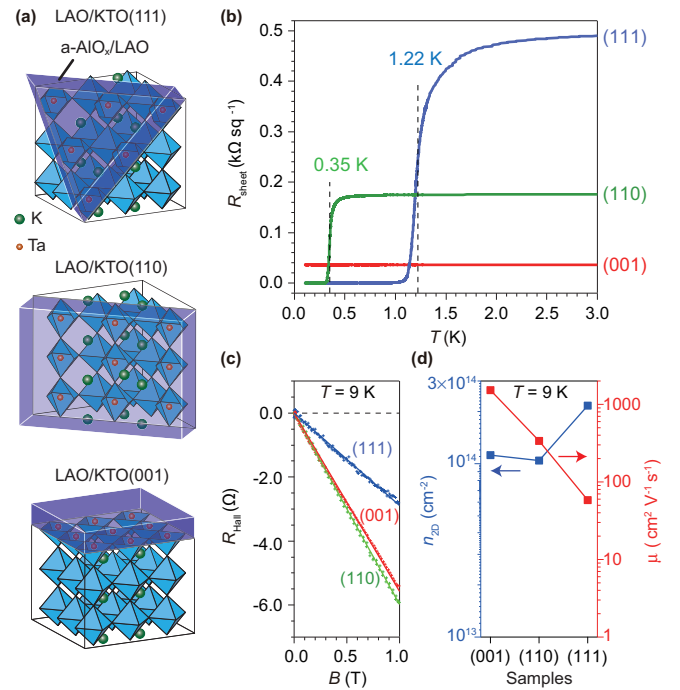 (a)
LAO/KTO(111)
a-AlOₓ/LAO
K
Ta
LAO/KTO(110)
LAO/KTO(001)
(b)
R_sheet (kΩ sq⁻¹)
0.5
0.4
0.3
0.2
0.1
0.0
0.35 K
1.22 K
(111)
(110)
(001)
0.0 0.5 1.0 1.5 2.0 2.5 3.0
T (K)
(c)
T = 9 K
R_Hall (Ω)
0.0
-2.0
-4.0
-6.0
(111)
(001)
(110)
0.0 0.5 1.0
B (T)
(d)
T = 9 K
n_2D (cm⁻²)
3×10¹⁴
10¹⁴
10¹³
1000
100
10
1
μ (cm² V⁻¹ s⁻¹)
(001) (110) (111)
Samples